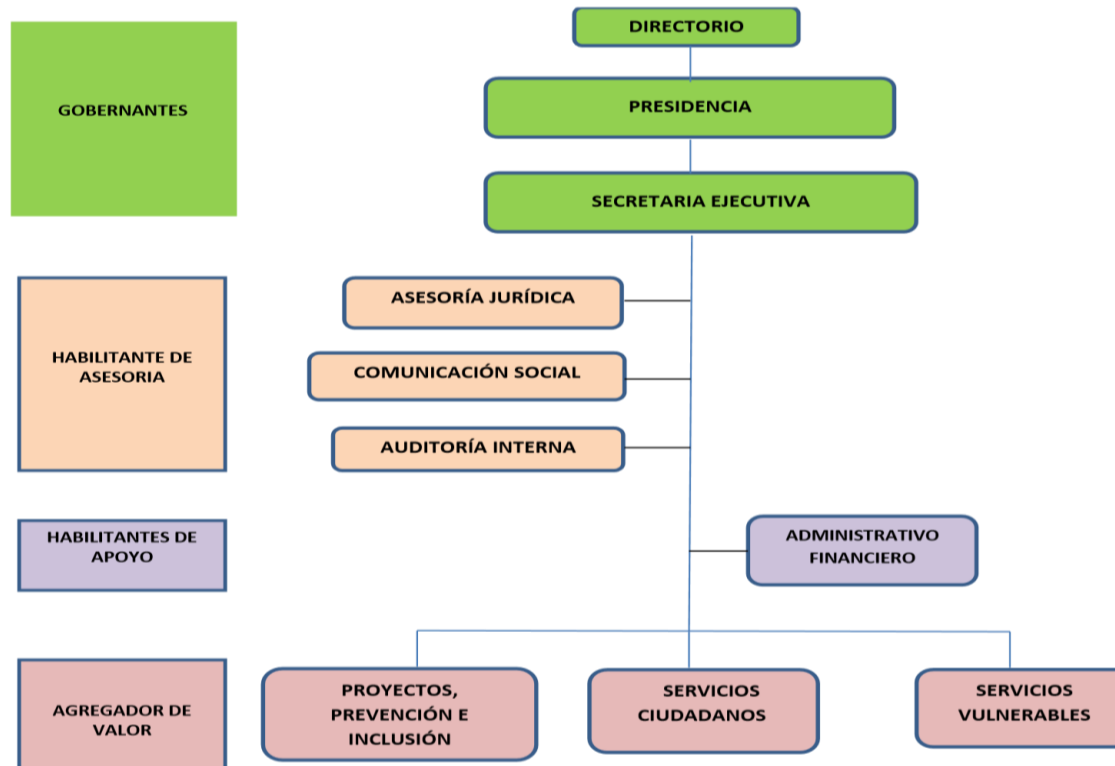 DIRECTORIO
GOBERNANTES
PRESIDENCIA
SECRETARIA EJECUTIVA
HABILITANTE DE
ASESORIA
ASESORÍA JURÍDICA
COMUNICACIÓN SOCIAL
AUDITORÍA INTERNA
HABILITANTES DE
APOYO
ADMINISTRATIVO
FINANCIERO
AGREGADOR DE
VALOR
PROYECTOS,
PREVENCIÓN E
INCLUSIÓN
SERVICIOS
CIUDADANOS
SERVICIOS
VULNERABLES